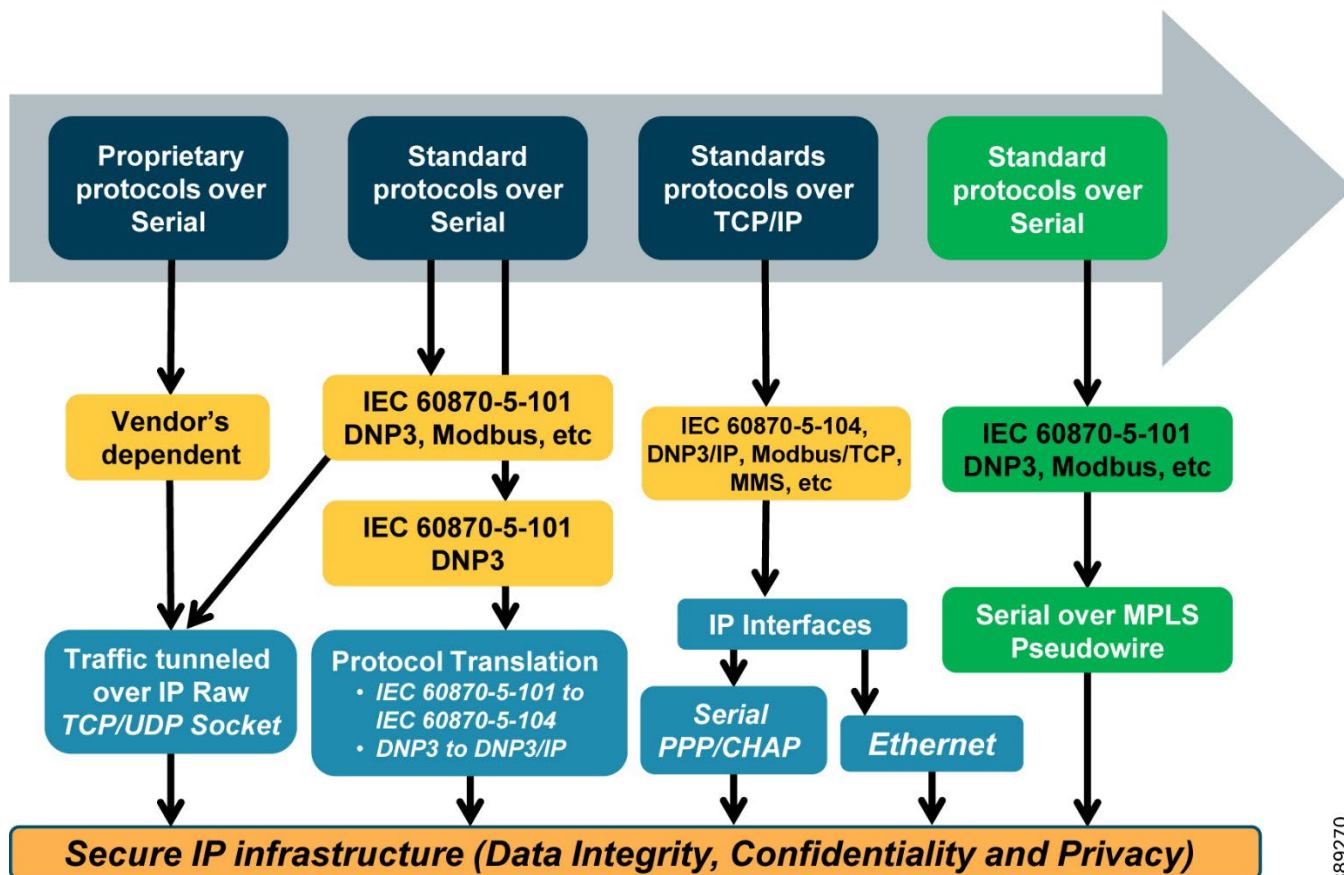 Proprietary
protocols over
Serial
Standard
protocols over
Serial
Standards
protocols over
TCP/IP
Standard
protocols over
Serial
Vendor's
dependent
IEC 60870-5-101
DNP3, Modbus, etc
IEC 60870-5-101
DNP3
IEC 60870-5-104,
DNP3/IP, Modbus/TCP,
MMS, etc
IEC 60870-5-101
DNP3, Modbus, etc
Traffic tunneled
over IP Raw
TCP/UDP Socket
Protocol Translation
• IEC 60870-5-101 to
IEC 60870-5-104
• DNP3 to DNP3/IP
IP Interfaces
Serial
PPP/CHAP
Ethernet
Serial over MPLS
Pseudowire
Secure IP infrastructure (Data Integrity, Confidentiality and Privacy)
89270